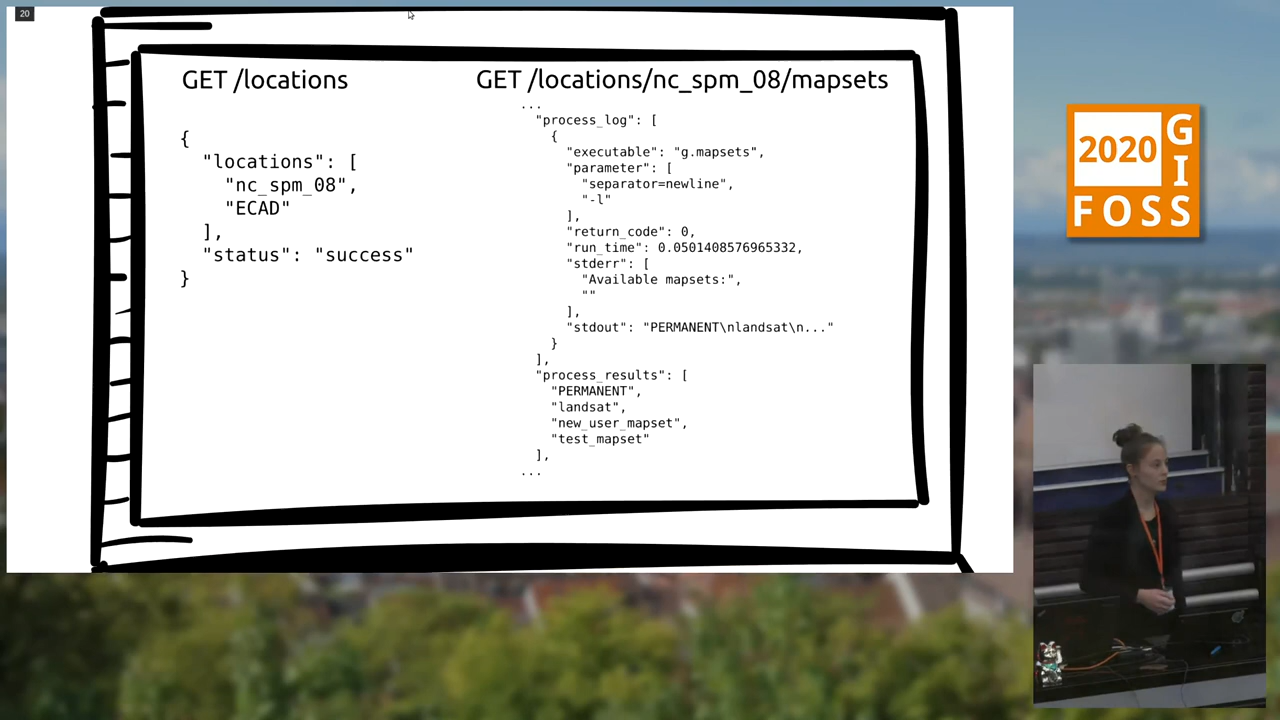 20
GET /locations
{
"locations": [
"nc_spm_08",
"ECAD"
],
"status": "success"
}
GET /locations/nc_spm_08/mapsets
...
"process_log": [
{
"executable": "g.mapsets",
"parameter": [
"separator=newline",
"-l"
],
"return_code": 0,
"run_time": 0.0501408576965332,
"stderr": [
"Available mapsets:",
""
],
"stdout": "PERMANENT\nlandsat\n..."
}
],
"process_results": [
"PERMANENT",
"landsat",
"new_user_mapset",
"test_mapset"
],
...
2020
GIS
FOSS